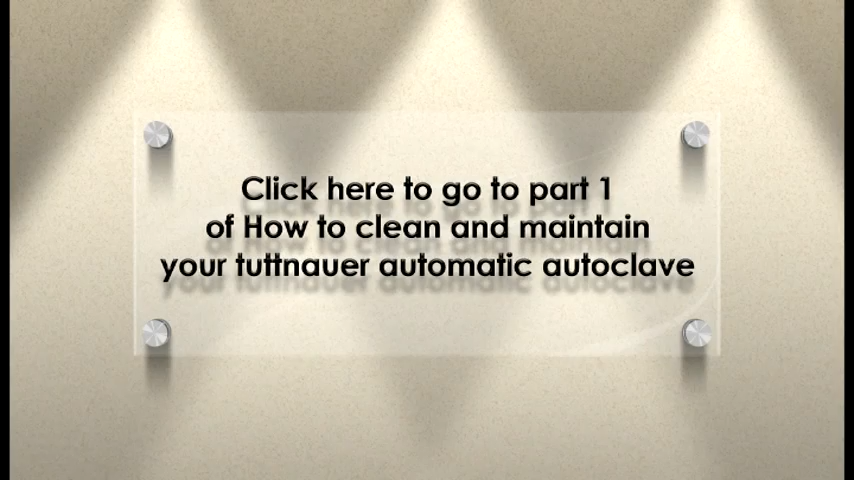 Click here to go to part 1
of How to clean and maintain
your tuttnauer automatic autoclave